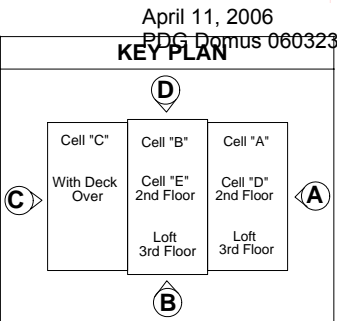 April 11, 2006
PDG Domus 060323
KEY PLAN
D
Cell "C"
With Deck
Over
Cell "B"
Cell "E"
2nd Floor
Loft
3rd Floor
Cell "A"
Cell "D"
2nd Floor
Loft
3rd Floor
C
A
B